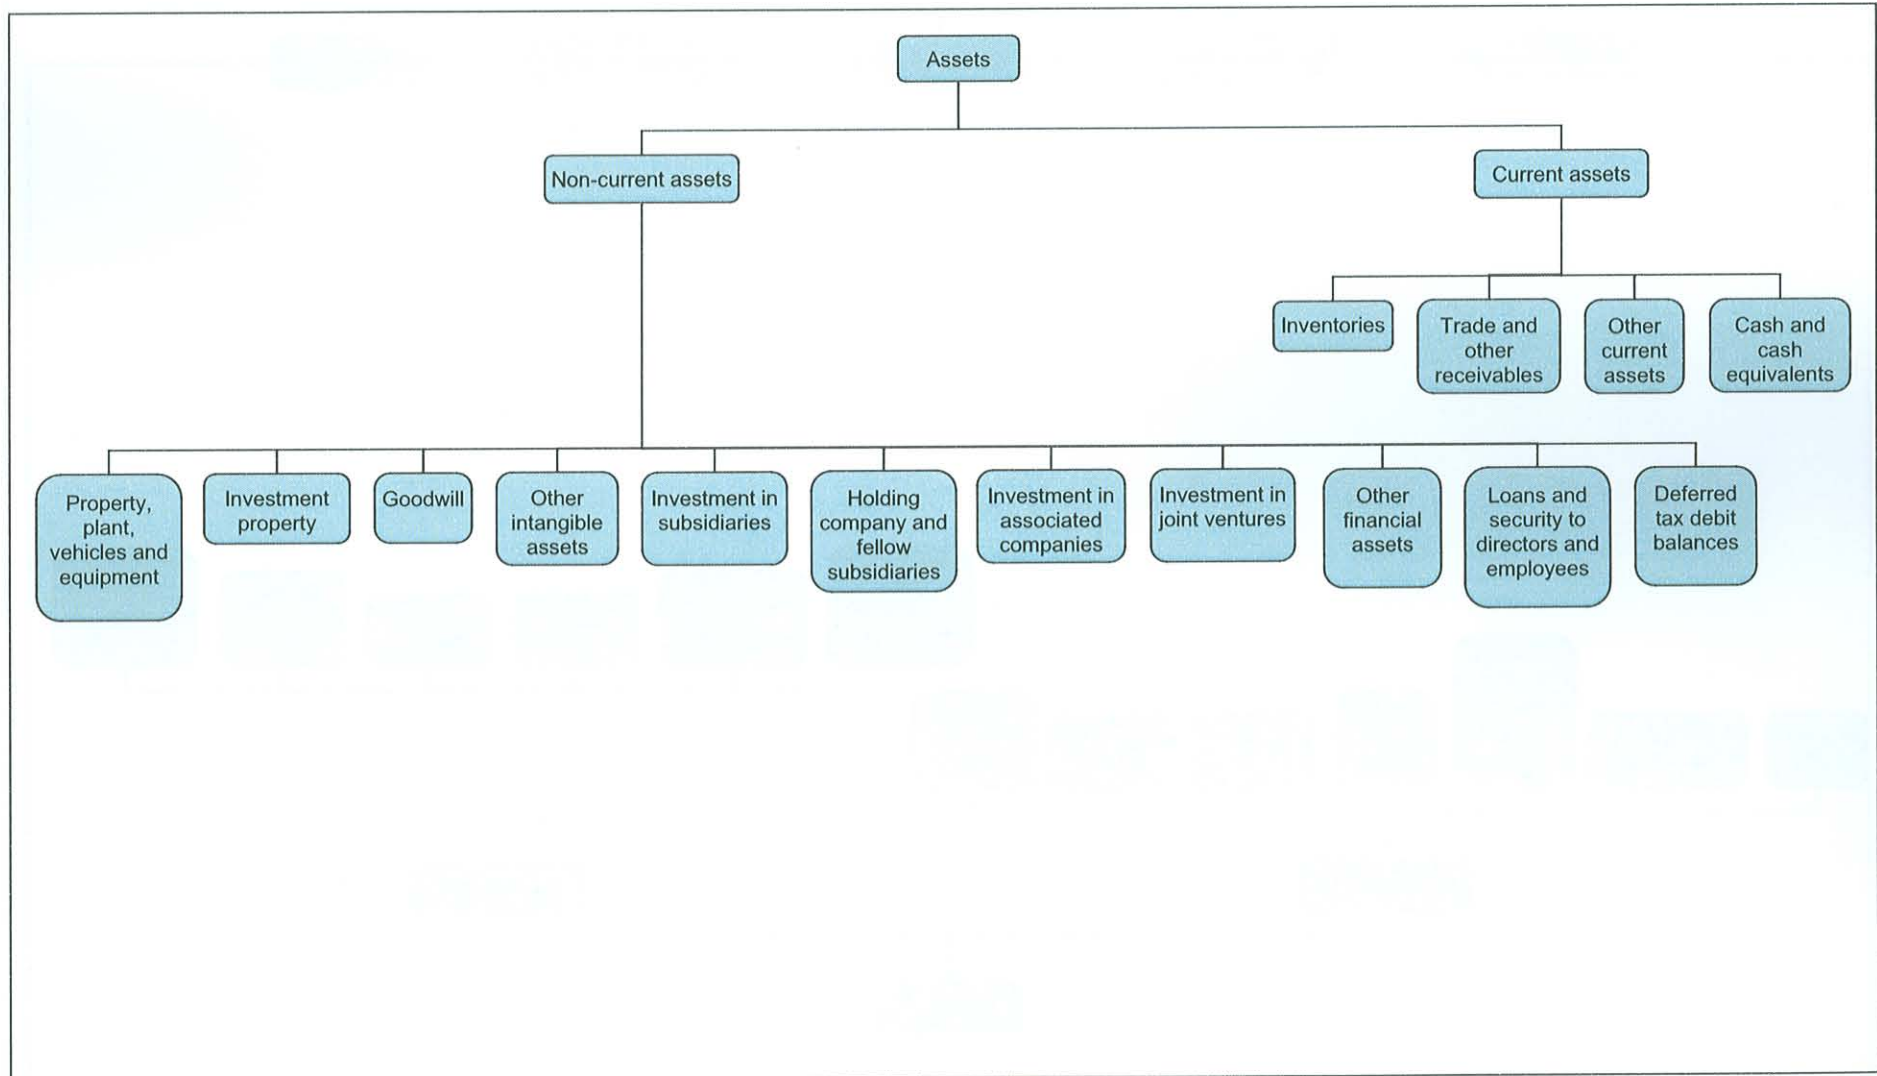 Assets
Non-current assets
Current assets
Inventories
Trade and
other
receivables
Other
current
assets
Cash and
cash
equivalents
Property,
plant,
vehicles and
equipment
Investment
property
Goodwill
Other
intangible
assets
Investment in
subsidiaries
Holding
company and
fellow
subsidiaries
Investment in
associated
companies
Investment in
joint ventures
Other
financial
assets
Loans and
security to
directors and
employees
Deferred
tax debit
balances